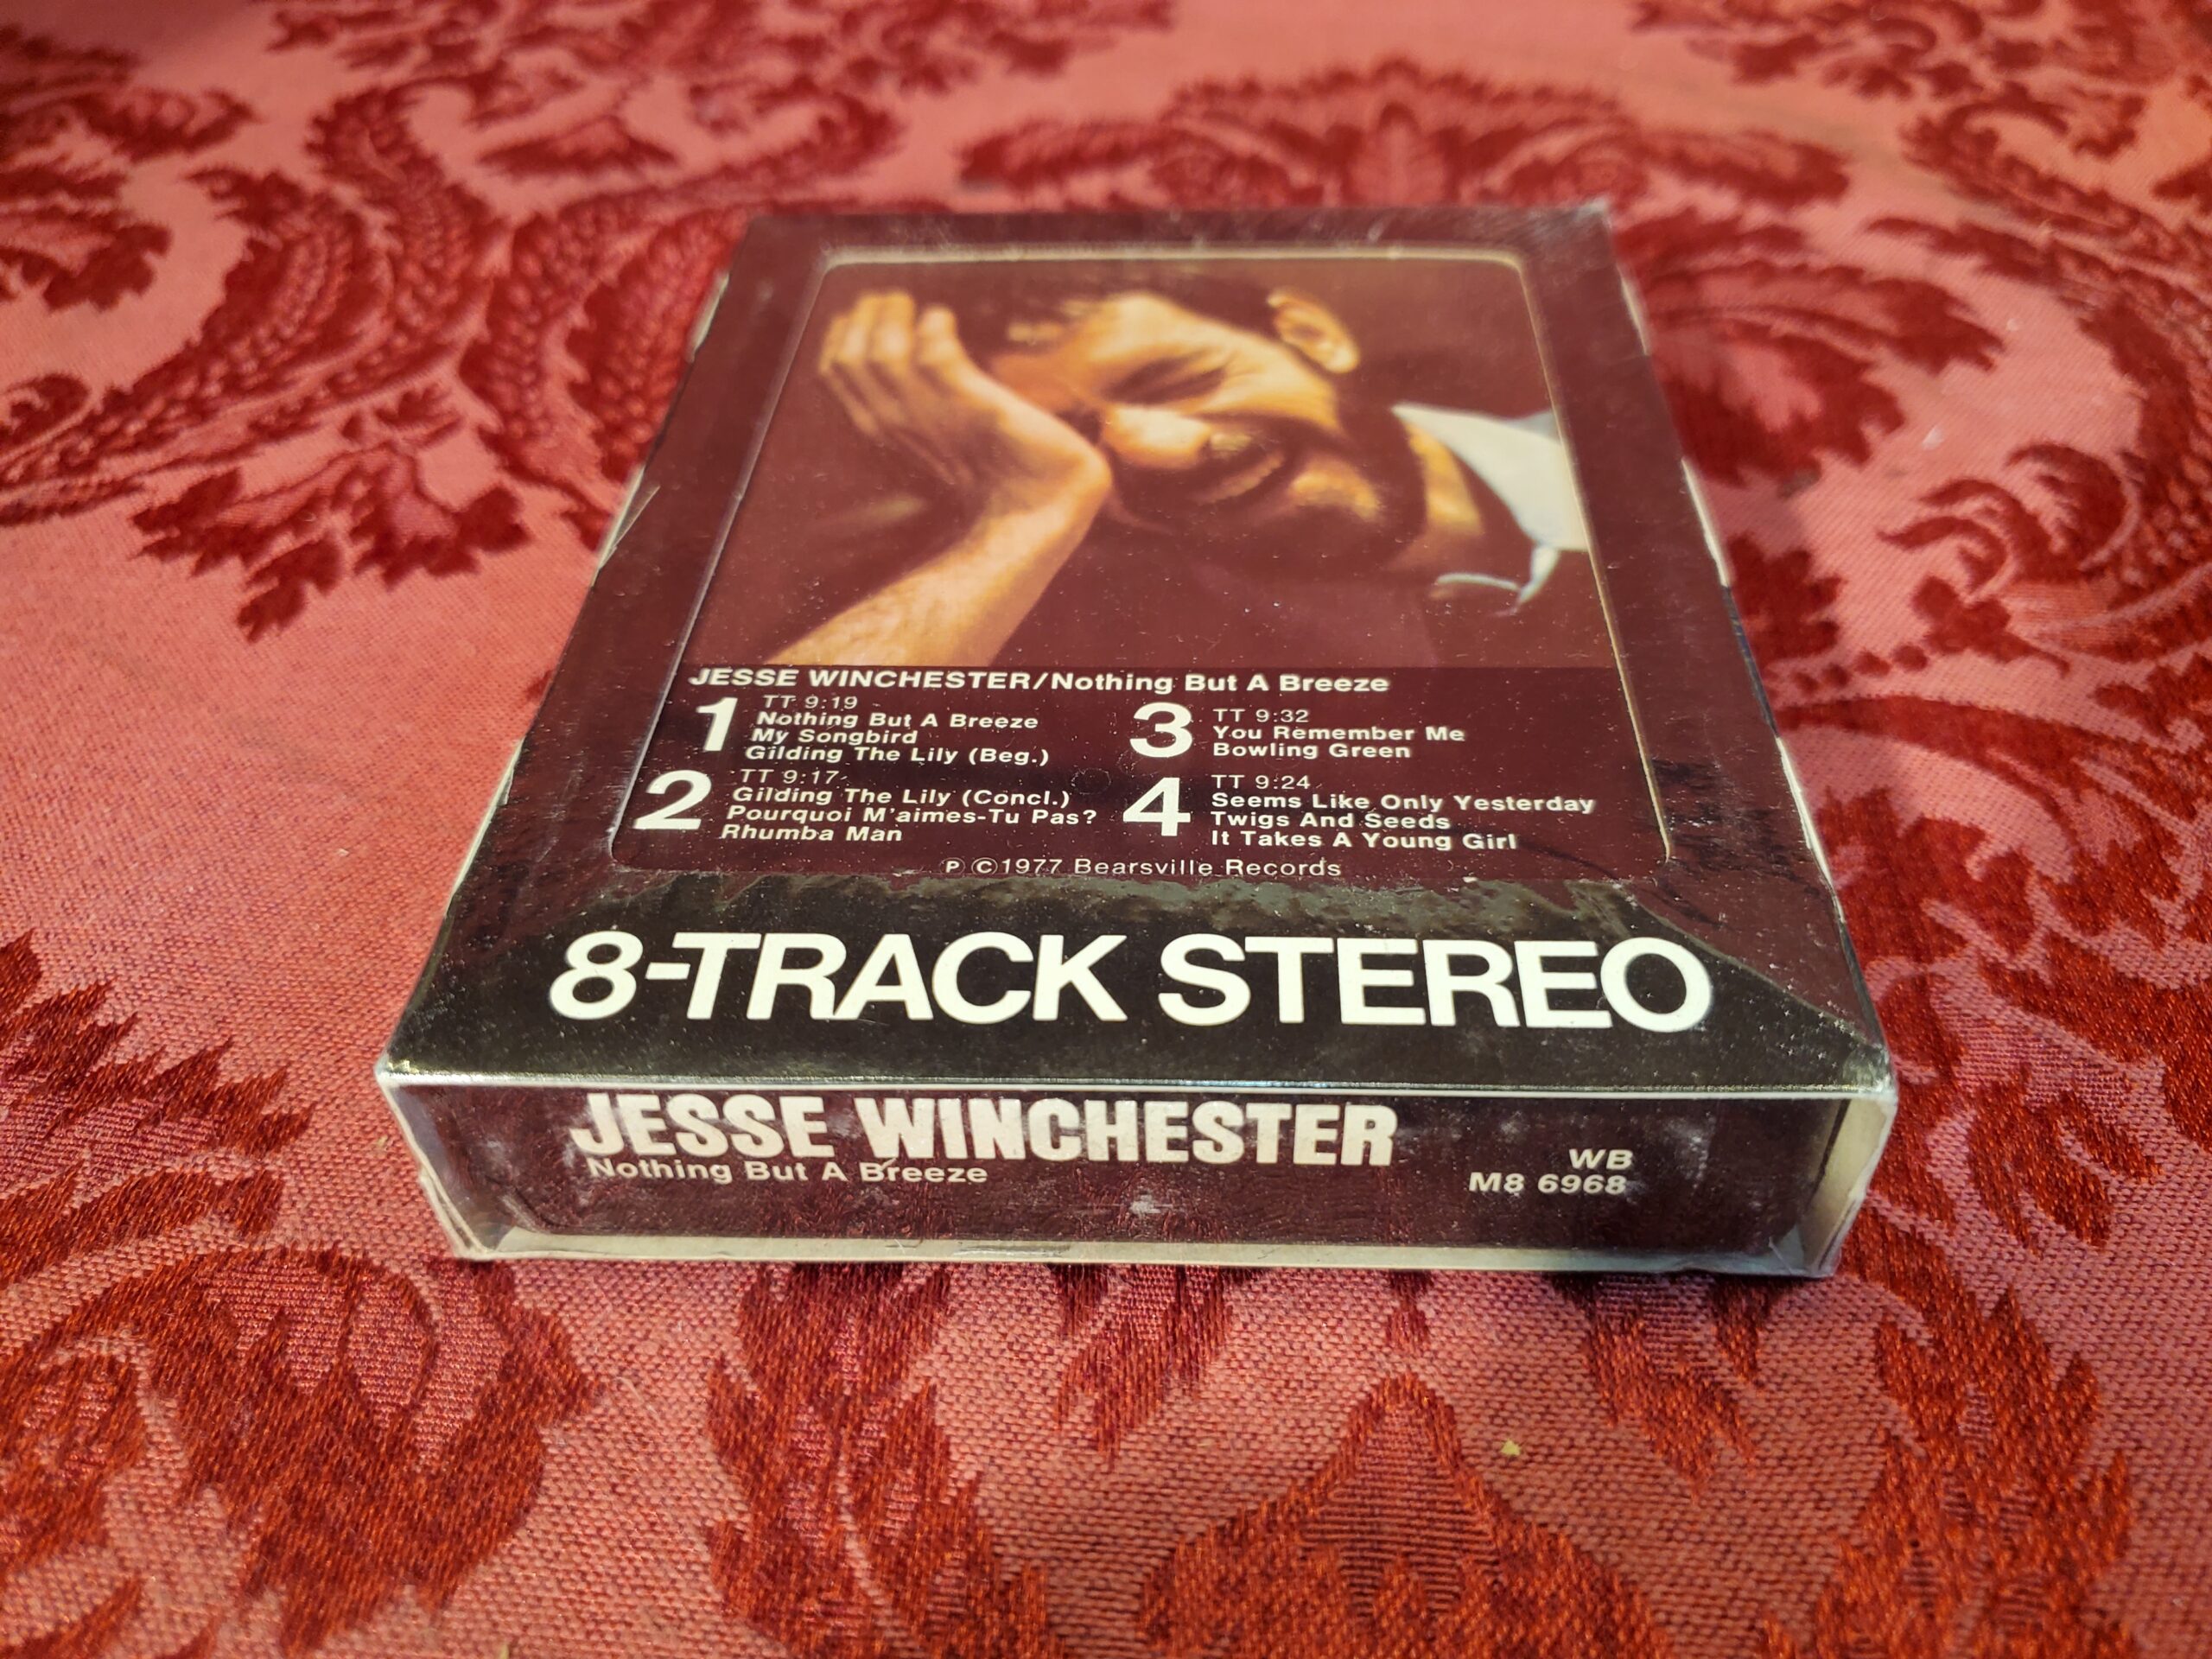 JESSE WINCHESTER/Nothing But A Breeze
1
TT 9:19
Nothing But A Breeze
My Songbird
Gilding The Lily (Beg.)
2
TT 9:17
Gilding The Lily (Concl.)
Pourquoi M'aimes-Tu Pas?
Rhumba Man
3
TT 9:32
You Remember Me
Bowling Green
4
TT 9:24
Seems Like Only Yesterday
Twigs And Seeds
It Takes A Young Girl
℗ ©1977 Bearsville Records
8-TRACK STEREO
JESSE WINCHESTER
Nothing But A Breeze
WB
M8 6968